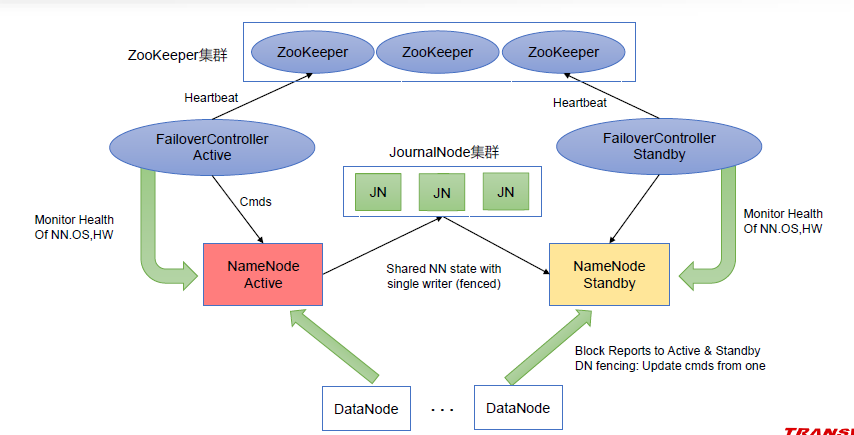 ZooKeeper集群
ZooKeeper
ZooKeeper
ZooKeeper
Heartbeat
Heartbeat
FailoverController
Active
FailoverController
Standby
JournalNode集群
JN
JN
JN
Cmds
Monitor Health
Of NN.OS,HW
Monitor Health
Of NN.OS,HW
NameNode
Active
Shared NN state with
single writer (fenced)
NameNode
Standby
Block Reports to Active & Standby
DN fencing: Update cmds from one
DataNode
. . .
DataNode